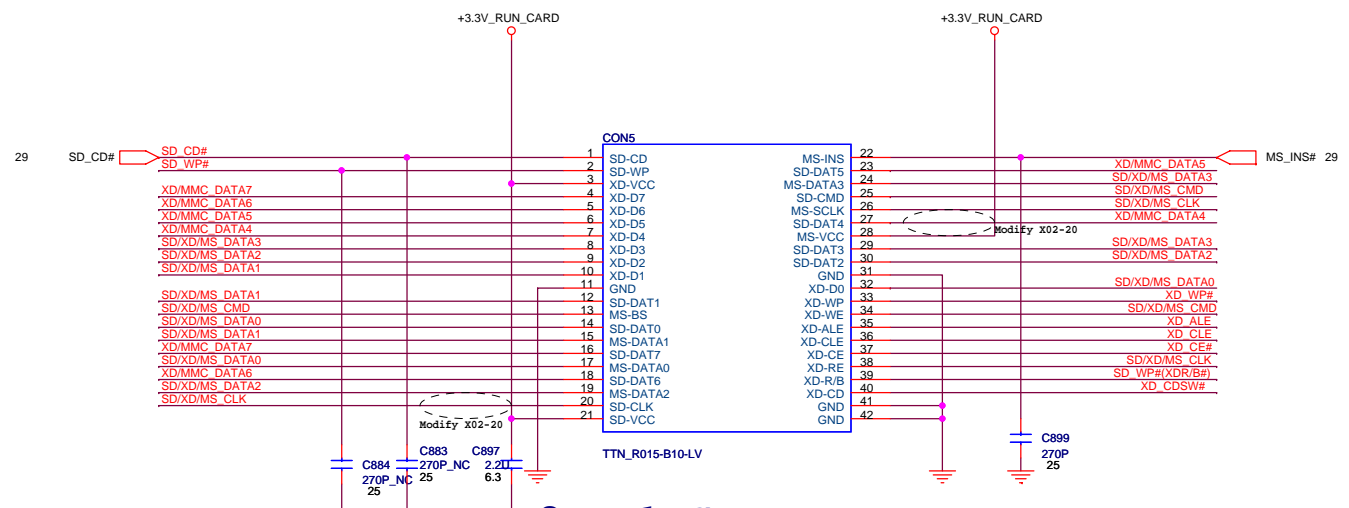 +3.3V_RUN_CARD
+3.3V_RUN_CARD
CON5
29 SD_CD# SD_CD# 1 SD-CD MS-INS 22 MS_INS# 29
SD_WP# 2 SD-WP SD-DAT5 23 XD/MMC_DATA5
3 XD-VCC MS-DATA3 24 SD/XD/MS_DATA3
XD/MMC_DATA7 4 XD-D7 SD-CMD 25 SD/XD/MS_CMD
XD/MMC_DATA6 5 XD-D6 MS-SCLK 26 SD/XD/MS_CLK
XD/MMC_DATA5 6 XD-D5 SD-DAT4 27 XD/MMC_DATA4
XD/MMC_DATA4 7 XD-D4 MS-VCC 28 Modify X02-20
SD/XD/MS_DATA3 8 XD-D3 SD-DAT3 29 SD/XD/MS_DATA3
SD/XD/MS_DATA2 9 XD-D2 SD-DAT2 30 SD/XD/MS_DATA2
SD/XD/MS_DATA1 10 XD-D1 GND 31
11 GND XD-D0 32 SD/XD/MS_DATA0
SD/XD/MS_DATA1 12 SD-DAT1 XD-WP 33 XD_WP#
SD/XD/MS_CMD 13 MS-BS XD-WE 34 SD/XD/MS_CMD
SD/XD/MS_DATA0 14 SD-DAT0 XD-ALE 35 XD_ALE
SD/XD/MS_DATA1 15 MS-DATA1 XD-CLE 36 XD_CLE
XD/MMC_DATA7 16 SD-DAT7 XD-CE 37 XD_CE#
SD/XD/MS_DATA0 17 MS-DATA0 XD-RE 38 SD/XD/MS_CLK
XD/MMC_DATA6 18 SD-DAT6 XD-R/B 39 SD_WP#(XDR/B#)
SD/XD/MS_DATA2 19 MS-DATA2 XD-CD 40 XD_CDSW#
SD/XD/MS_CLK 20 SD-CLK GND 41
Modify X02-20 21 SD-VCC GND 42
TTN_R015-B10-LV
C884
270P_NC
25
C883
270P_NC
25
C897
2.2U
6.3
C899
270P
25